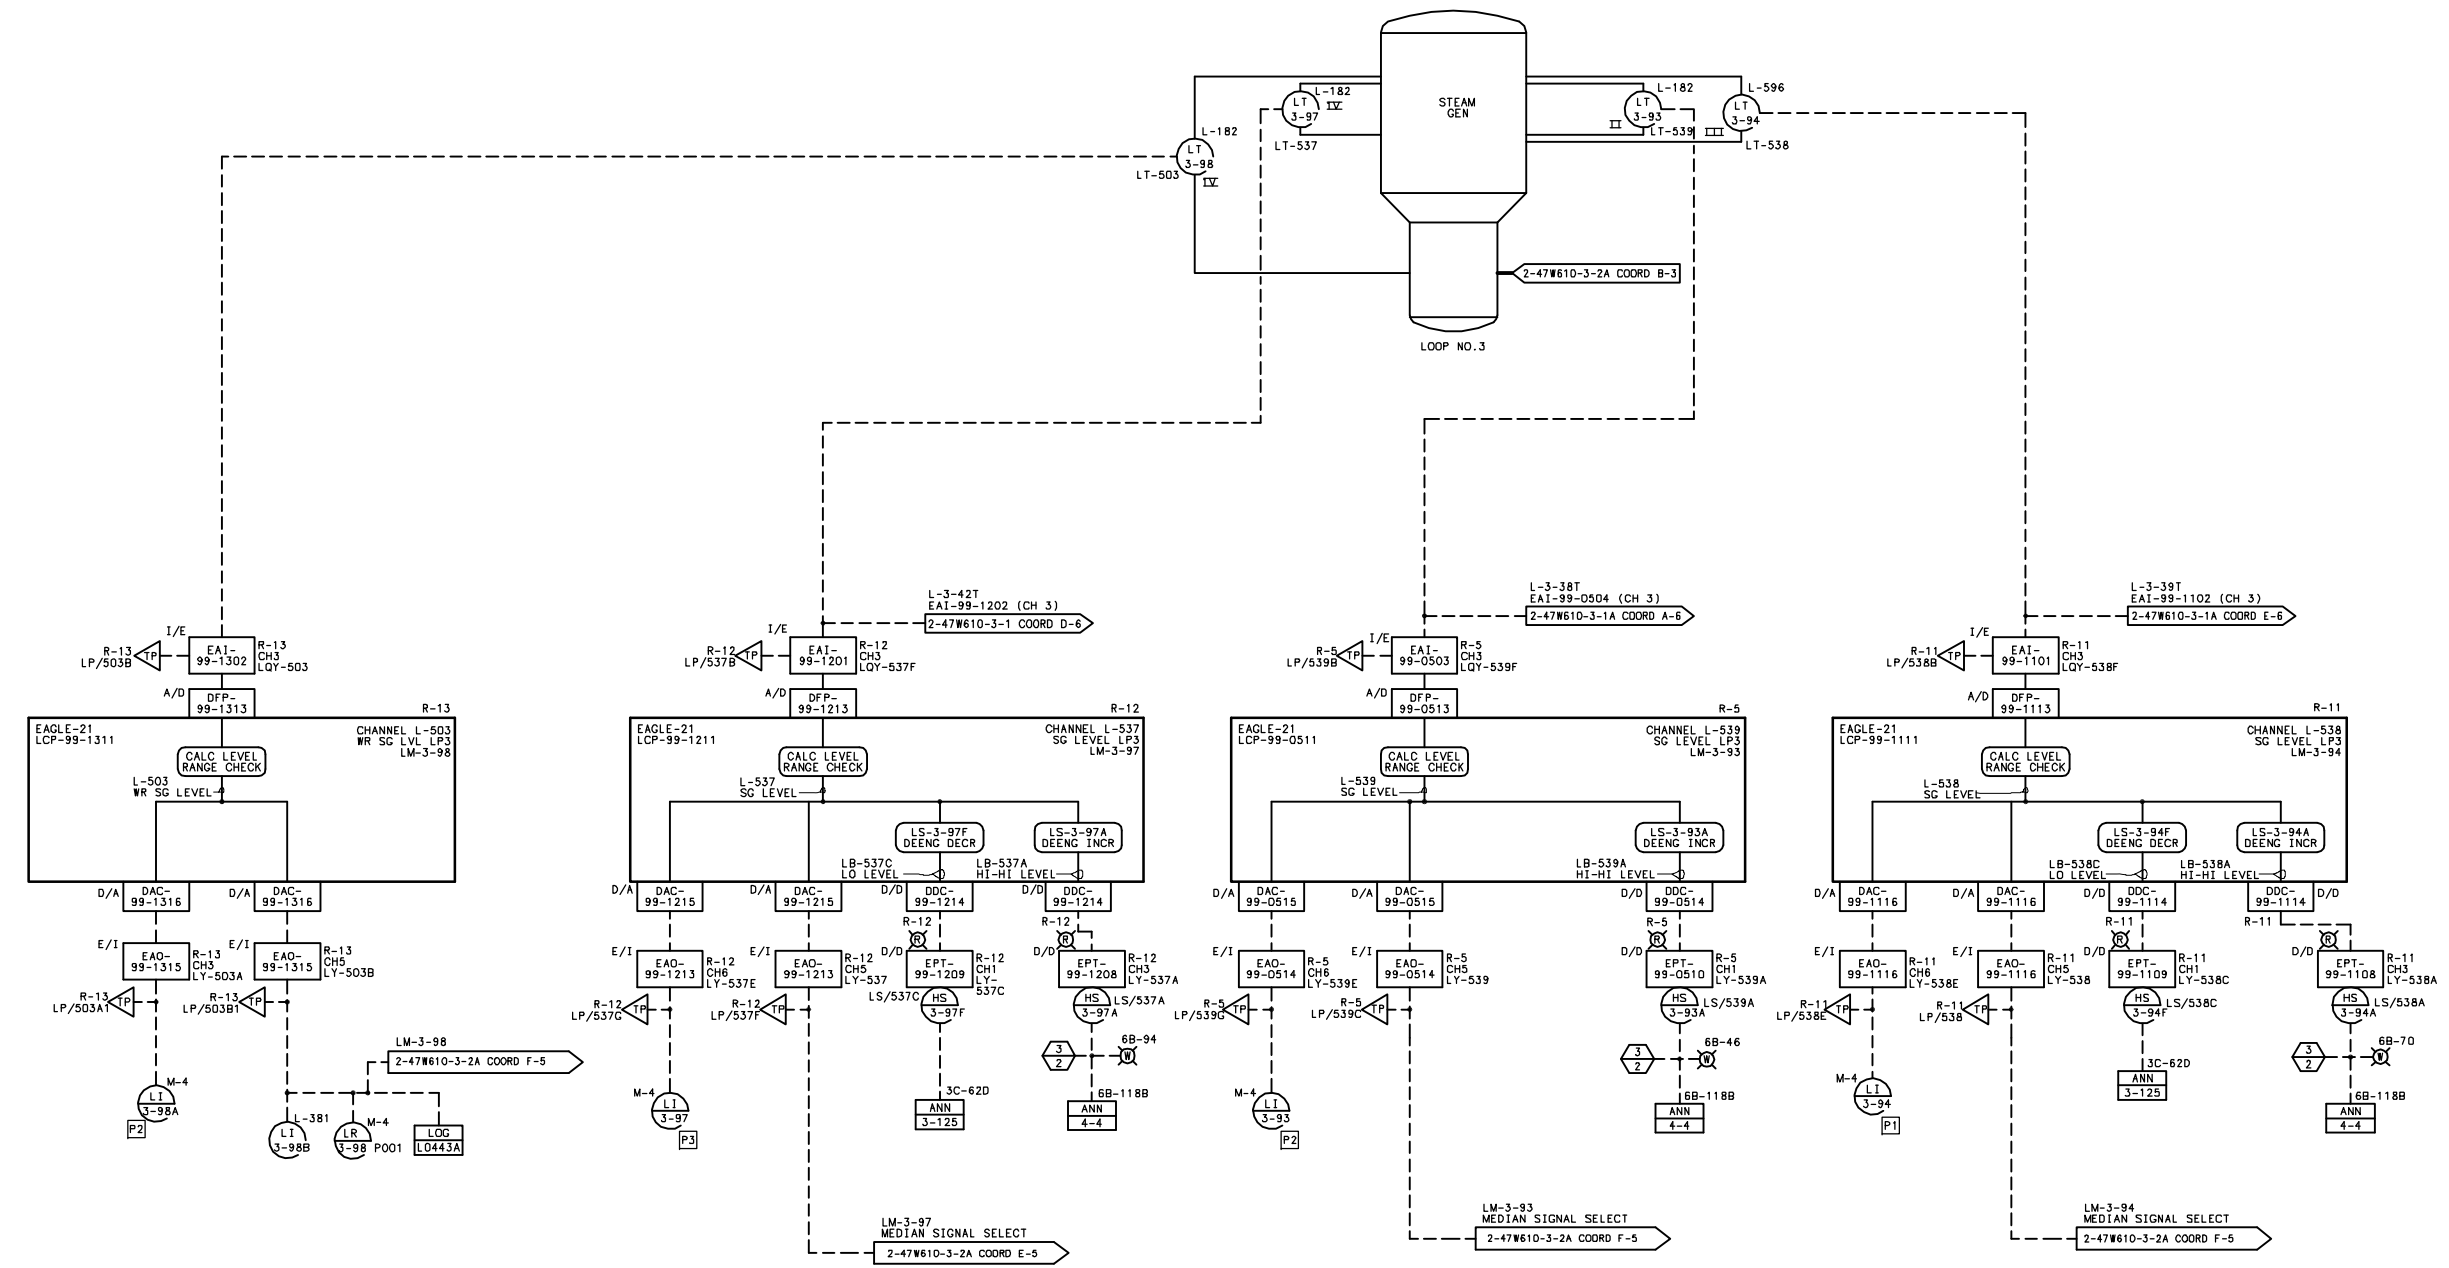 STEAM
GEN
L-182
LT
3-98
LT-503
IV
L-182
LT
3-97
IV
LT-537
L-182
LT
3-93
II
LT-539
L-596
LT
3-94
III
LT-538
2-47W610-3-2A COORD B-3
LOOP NO.3
I/E
R-13
LP/503B
TP
EAI-
99-1302
R-13
CH3
LQY-503
A/D
DFP-
99-1313
R-13
EAGLE-21
LCP-99-1311
CHANNEL L-503
WR SG LVL LP3
LM-3-98
CALC LEVEL
RANGE CHECK
L-503
WR SG LEVEL
D/A
DAC-
99-1316
D/A
DAC-
99-1316
E/I
EAO-
99-1315
R-13
CH3
LY-503A
E/I
EAO-
99-1315
R-13
CH5
LY-503B
R-13
LP/503A1
TP
R-13
LP/503B1
TP
LM-3-98
2-47W610-3-2A COORD F-5
M-4
LI
3-98A
P2
L-381
LI
3-98B
M-4
LR
3-98
P001
LOG
L0443A
L-3-42T
EAI-99-1202 (CH 3)
2-47W610-3-1 COORD D-6
I/E
R-12
LP/537B
TP
EAI-
99-1201
R-12
CH3
LQY-537F
A/D
DFP-
99-1213
R-12
EAGLE-21
LCP-99-1211
CHANNEL L-537
SG LEVEL LP3
LM-3-97
CALC LEVEL
RANGE CHECK
L-537
SG LEVEL
LS-3-97F
DEENG DECR
LS-3-97A
DEENG INCR
LB-537C
LO LEVEL
LB-537A
HI-HI LEVEL
D/A
DAC-
99-1215
D/A
DAC-
99-1215
D/D
DDC-
99-1214
D/D
DDC-
99-1214
R-12
R
R-12
R
E/I
EAO-
99-1213
R-12
CH6
LY-537E
E/I
EAO-
99-1213
R-12
CH5
LY-537
D/D
EPT-
99-1209
R-12
CH1
LY-
537C
D/D
EPT-
99-1208
R-12
CH3
LY-537A
R-12
LP/537G
TP
R-12
LP/537F
TP
LS/537C
HS
3-97F
HS
3-97A
LS/537A
3
2
6B-94
W
M-4
LI
3-97
P3
3C-62D
ANN
3-125
6B-118B
ANN
4-4
LM-3-97
MEDIAN SIGNAL SELECT
2-47W610-3-2A COORD E-5
L-3-38T
EAI-99-0504 (CH 3)
2-47W610-3-1A COORD A-6
I/E
R-5
LP/539B
TP
EAI-
99-0503
R-5
CH3
LQY-539F
A/D
DFP-
99-0513
R-5
EAGLE-21
LCP-99-0511
CHANNEL L-539
SG LEVEL LP3
LM-3-93
CALC LEVEL
RANGE CHECK
L-539
SG LEVEL
LS-3-93A
DEENG INCR
LB-539A
HI-HI LEVEL
D/A
DAC-
99-0515
D/A
DAC-
99-0515
D/D
DDC-
99-0514
R-5
R
E/I
EAO-
99-0514
R-5
CH6
LY-539E
E/I
EAO-
99-0514
R-5
CH5
LY-539
D/D
EPT-
99-0510
R-5
CH1
LY-539A
R-5
LP/539G
TP
R-5
LP/539C
TP
HS
3-93A
LS/539A
3
2
6B-46
W
M-4
LI
3-93
P2
6B-118B
ANN
4-4
LM-3-93
MEDIAN SIGNAL SELECT
2-47W610-3-2A COORD F-5
L-3-39T
EAI-99-1102 (CH 3)
2-47W610-3-1A COORD E-6
I/E
R-11
LP/538B
TP
EAI-
99-1101
R-11
CH3
LQY-538F
A/D
DFP-
99-1113
R-11
EAGLE-21
LCP-99-1111
CHANNEL L-538
SG LEVEL LP3
LM-3-94
CALC LEVEL
RANGE CHECK
L-538
SG LEVEL
LS-3-94F
DEENG DECR
LS-3-94A
DEENG INCR
LB-538C
LO LEVEL
LB-538A
HI-HI LEVEL
D/A
DAC-
99-1116
D/A
DAC-
99-1116
D/D
DDC-
99-1114
DDC-
99-1114
D/D
R-11
R
R-11
R
E/I
EAO-
99-1116
R-11
CH6
LY-538E
E/I
EAO-
99-1116
R-11
CH5
LY-538
D/D
EPT-
99-1109
R-11
CH1
LY-538C
D/D
EPT-
99-1108
R-11
CH3
LY-538A
R-11
LP/538E
TP
R-11
LP/538
TP
HS
3-94F
LS/538C
HS
3-94A
LS/538A
3
2
6B-70
W
M-4
LI
3-94
P1
3C-62D
ANN
3-125
6B-118B
ANN
4-4
LM-3-94
MEDIAN SIGNAL SELECT
2-47W610-3-2A COORD F-5